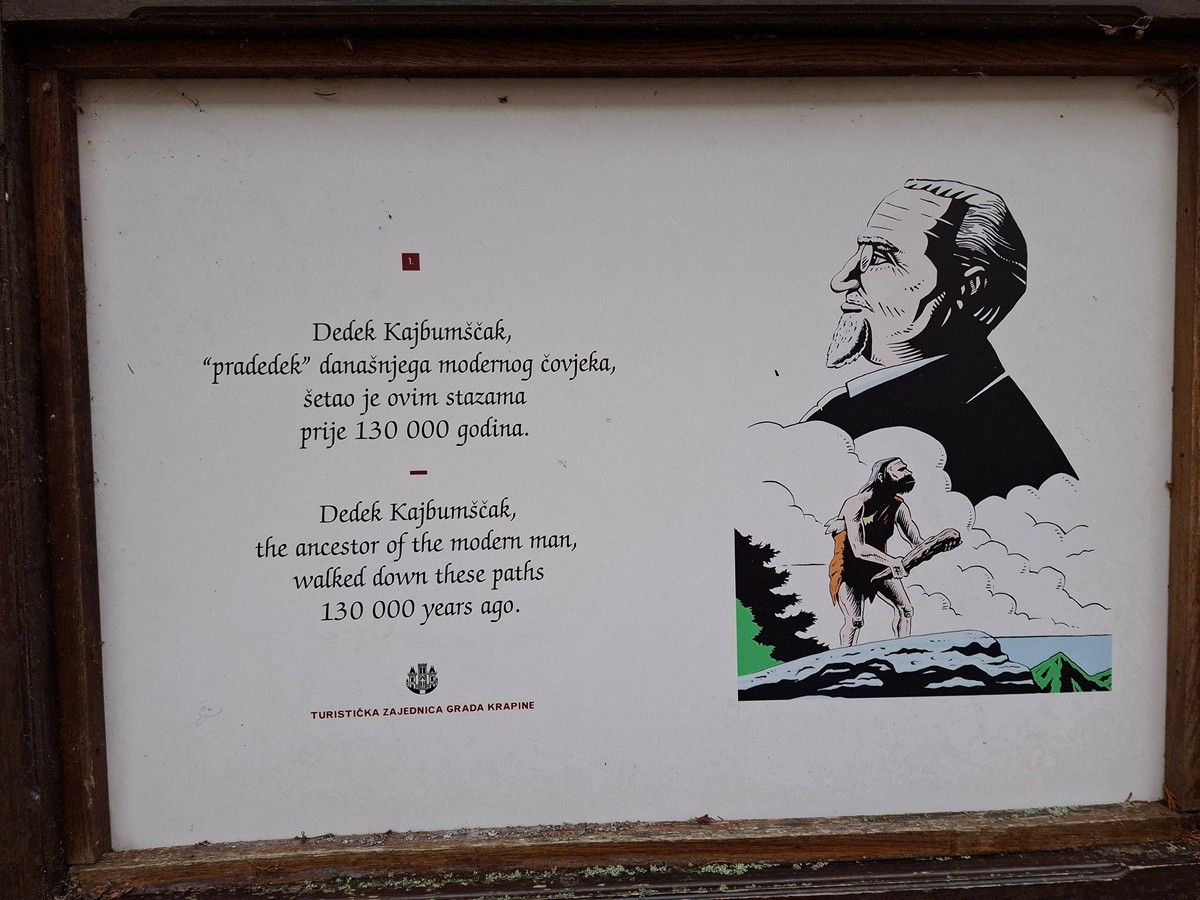 1.
Dedek Kajbumščak,
“pradedek” današnjega modernog čovjeka,
šetao je ovim stazama
prije 130 000 godina.
Dedek Kajbumščak,
the ancestor of the modern man,
walked down these paths
130 000 years ago.
TURISTIČKA ZAJEDNICA GRADA KRAPINE